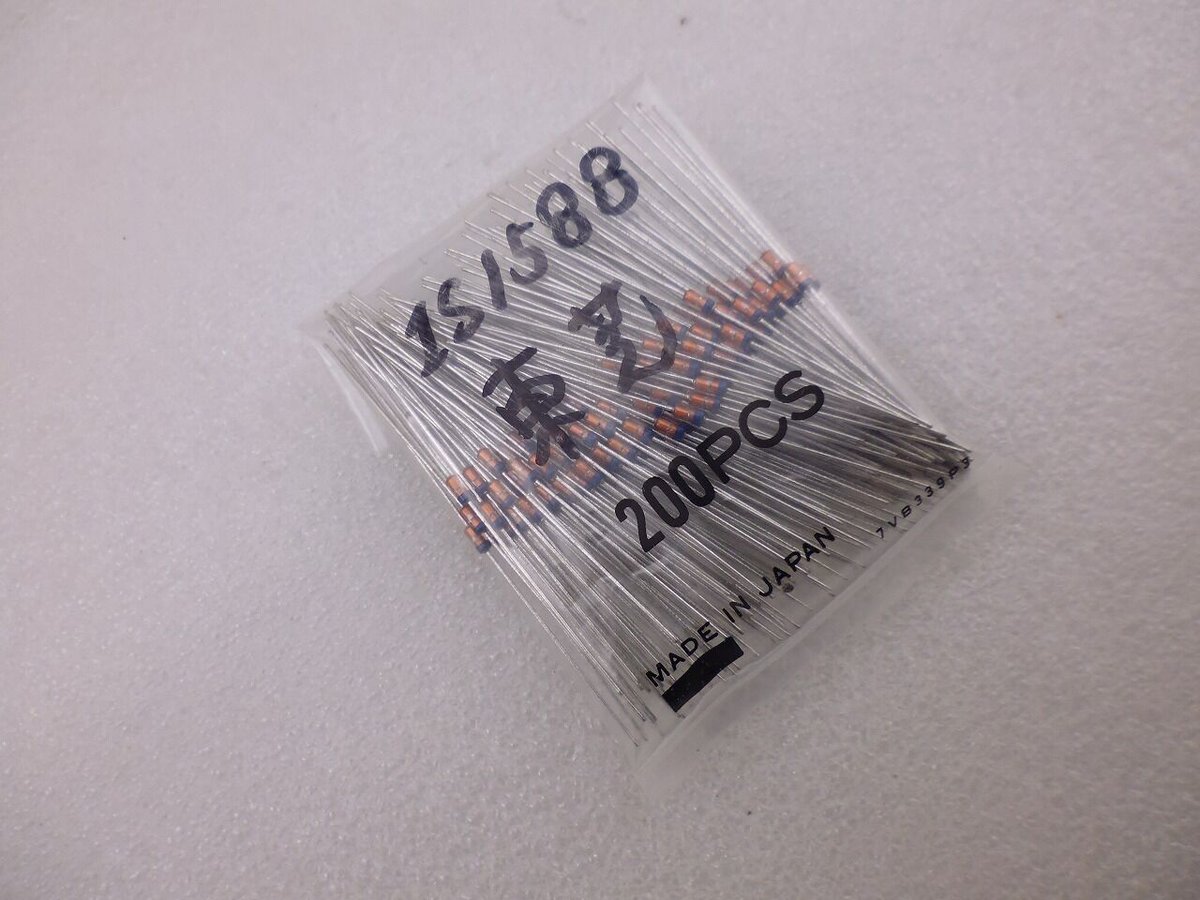 1S1588
東芝
200PCS
MADE IN JAPAN
7VB339P3